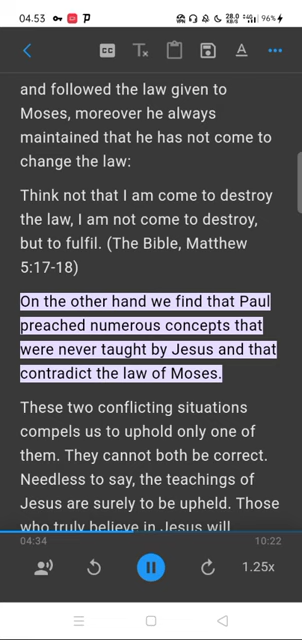 04.53
28.0
KB/S
4G
96%
CC
and followed the law given to
Moses, moreover he always
maintained that he has not come to
change the law:
Think not that I am come to destroy
the law, I am not come to destroy,
but to fulfil. (The Bible, Matthew
5:17-18)
On the other hand we find that Paul
preached numerous concepts that
were never taught by Jesus and that
contradict the law of Moses.
These two conflicting situations
compels us to uphold only one of
them. They cannot both be correct.
Needless to say, the teachings of
Jesus are surely to be upheld. Those
who truly believe in Jesus will
04:34
10:22
1.25x